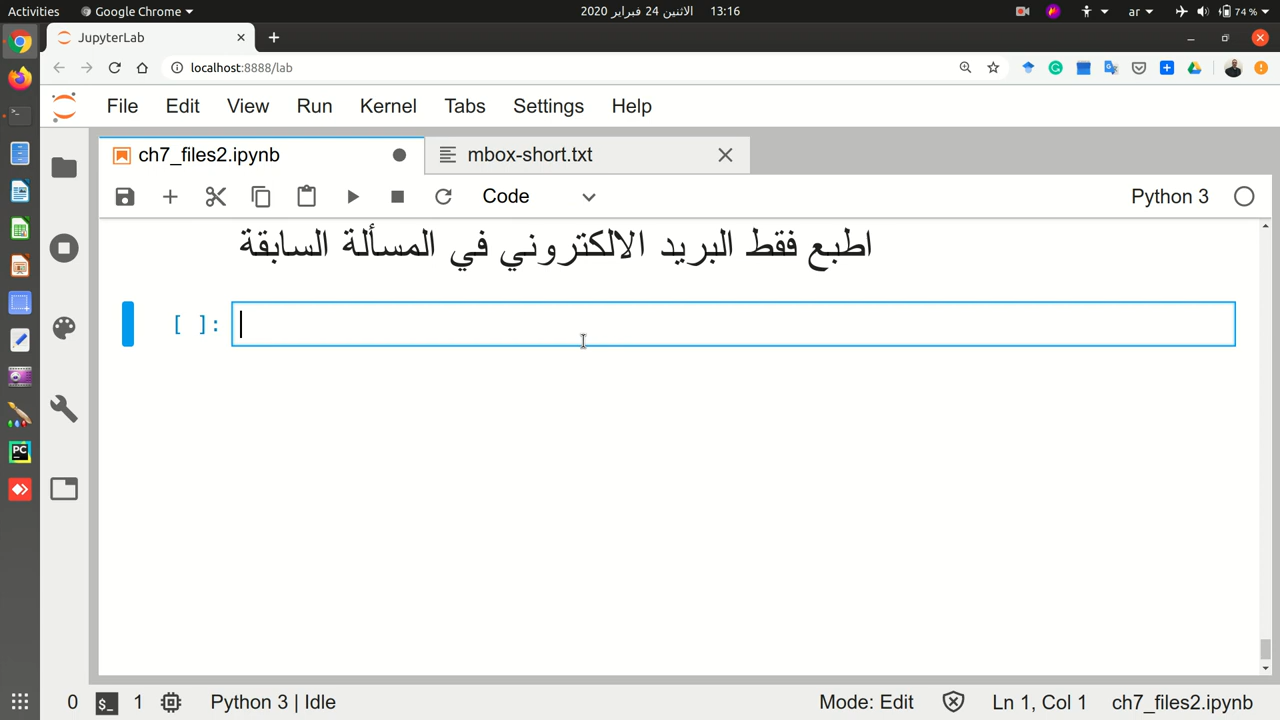 Activities
Google Chrome
الاثنين 24 فبراير 2020
13:16
ar
74 %
JupyterLab
localhost:8888/lab
File Edit View Run Kernel Tabs Settings Help
ch7_files2.ipynb
mbox-short.txt
Code
Python 3
اطبع فقط البريد الالكتروني في المسألة السابقة
[ ]:
PC
0
$_
1
Python 3 | Idle
Mode: Edit
Ln 1, Col 1
ch7_files2.ipynb